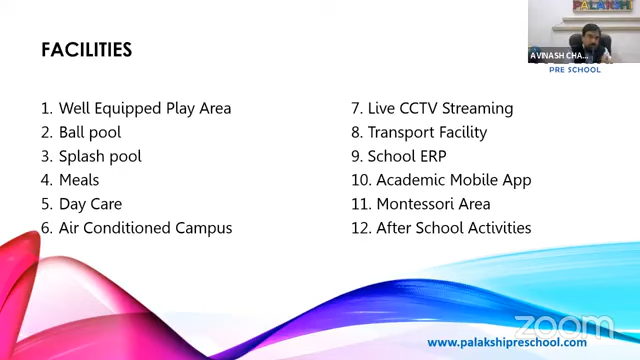 PALAKSHI
AVINASH CHA...
PRE SCHOOL
FACILITIES
1. Well Equipped Play Area
2. Ball pool
3. Splash pool
4. Meals
5. Day Care
6. Air Conditioned Campus
7. Live CCTV Streaming
8. Transport Facility
9. School ERP
10. Academic Mobile App
11. Montessori Area
12. After School Activities
zoom
www.palakshipreschool.com